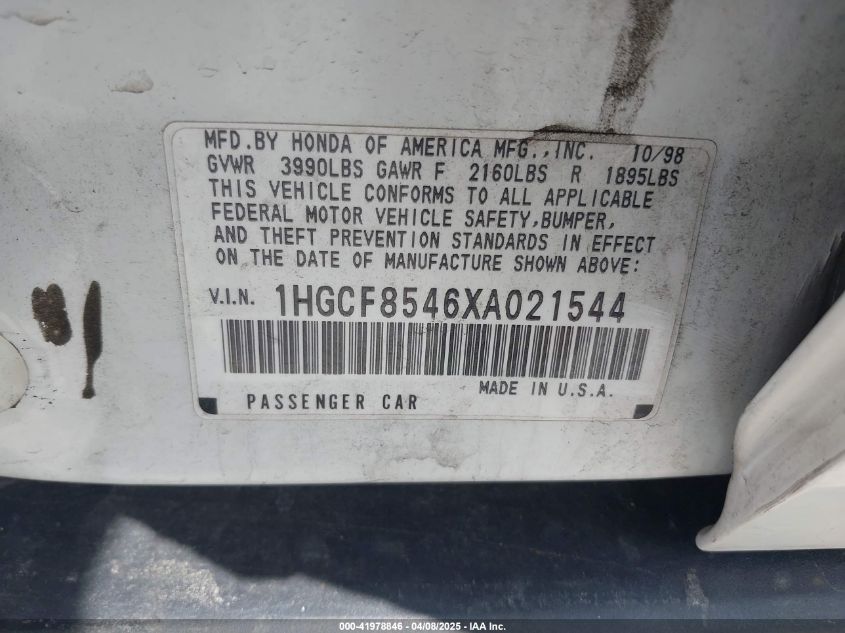 MFD.BY HONDA OF AMERICA MFG.,INC. 10/98
GVWR 3990LBS GAWR F 2160LBS R 1895LBS
THIS VEHICLE CONFORMS TO ALL APPLICABLE
FEDERAL MOTOR VEHICLE SAFETY,BUMPER,
AND THEFT PREVENTION STANDARDS IN EFFECT
ON THE DATE OF MANUFACTURE SHOWN ABOVE:
V.I.N. 1HGCF8546XA021544
MADE IN U.S.A.
PASSENGER CAR
000-41978846 - 04/08/2025 - IAA Inc.